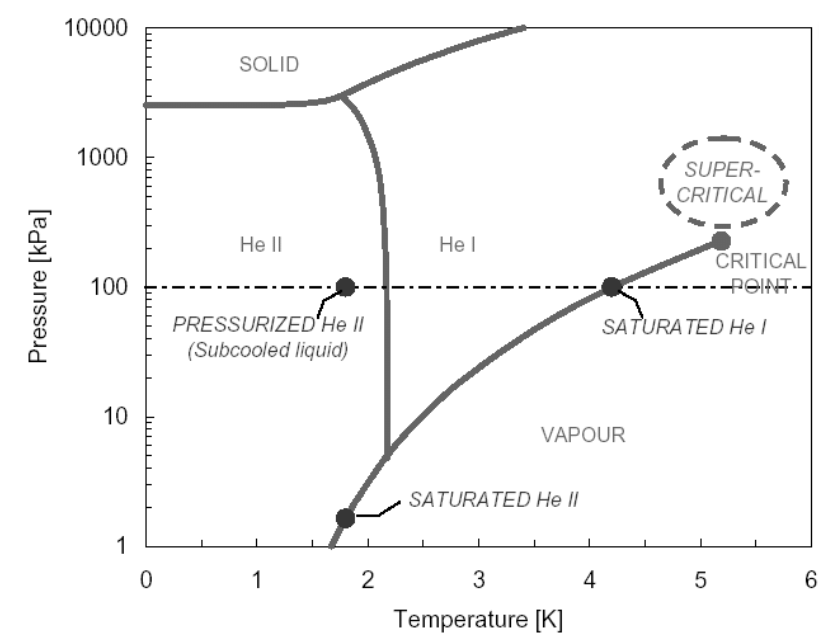 10000
SOLID
1000
SUPER-
CRITICAL
He II
He I
CRITICAL
POINT
100
PRESSURIZED He II
(Subcooled liquid)
SATURATED He I
Pressure [kPa]
10
VAPOUR
SATURATED He II
1
0 1 2 3 4 5 6
Temperature [K]